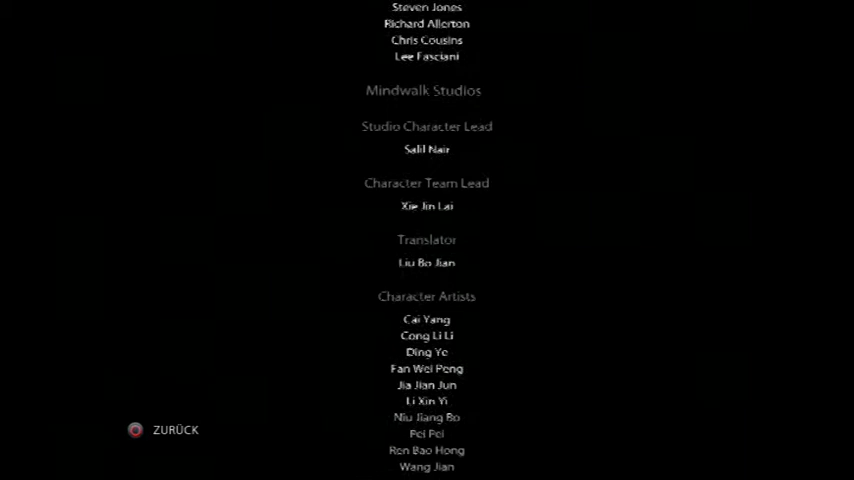 Steven Jones
Richard Allerton
Chris Cousins
Lee Fasciani
Mindwalk Studios
Studio Character Lead
Salil Nair
Character Team Lead
Xie Jin Lai
Translator
Liu Bo Jian
Character Artists
Cai Yang
Cong Li Li
Ding Ye
Fan Wei Peng
Jia Jian Jun
Li Xin Yi
Niu Jiang Bo
Pei Pei
Ren Bao Hong
Wang Jian
ZURÜCK